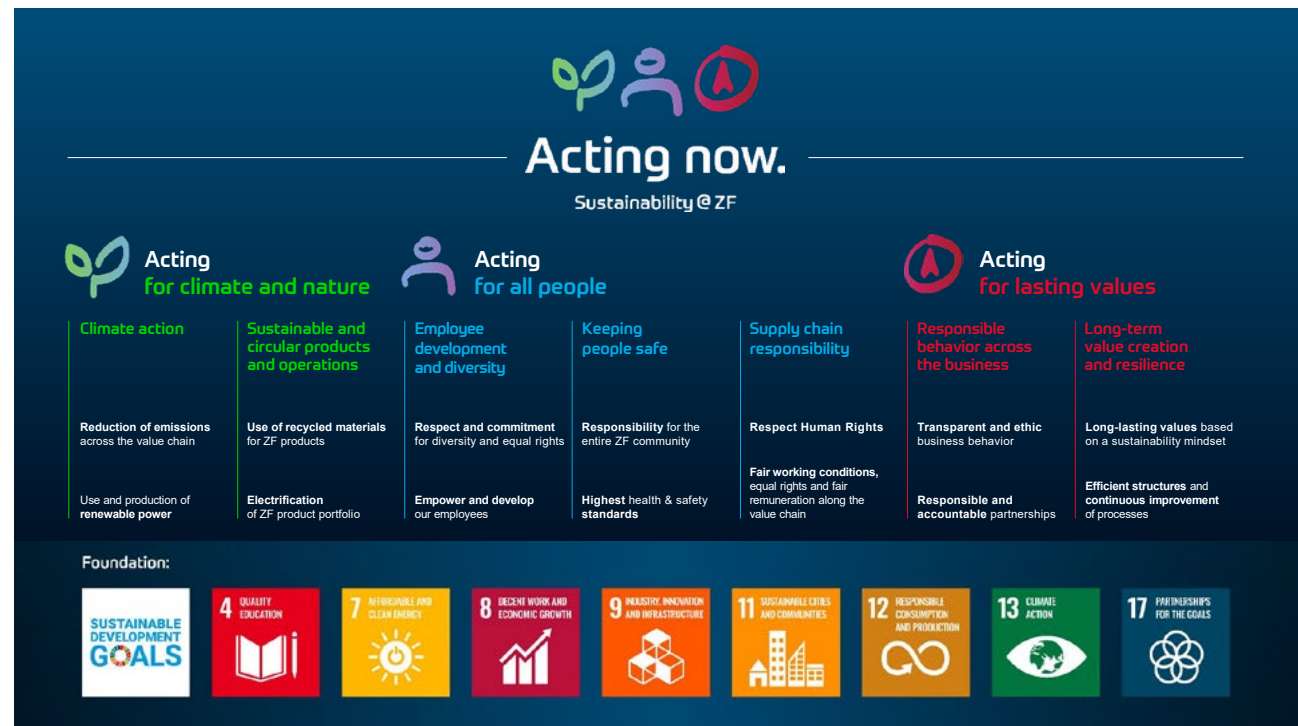 Acting now.
Sustainability @ ZF
Acting
for climate and nature
Acting
for all people
Acting
for lasting values
Climate action
Reduction of emissions
across the value chain
Use and production of
renewable power
Sustainable and
circular products
and operations
Use of recycled materials
for ZF products
Electrification
of ZF product portfolio
Employee
development
and diversity
Respect and commitment
for diversity and equal rights
Empower and develop
our employees
Keeping
people safe
Responsibility for the
entire ZF community
Highest health & safety
standards
Supply chain
responsibility
Respect Human Rights
Fair working conditions,
equal rights and fair
remuneration along the
value chain
Responsible
behavior across
the business
Transparent and ethic
business behavior
Responsible and
accountable partnerships
Long-term
value creation
and resilience
Long-lasting values based
on a sustainability mindset
Efficient structures and
continuous improvement
of processes
Foundation:
SUSTAINABLE
DEVELOPMENT
GOALS
4 QUALITY
EDUCATION
7 AFFORDABLE AND
CLEAN ENERGY
8 DECENT WORK AND
ECONOMIC GROWTH
9 INDUSTRY, INNOVATION
AND INFRASTRUCTURE
11 SUSTAINABLE CITIES
AND COMMUNITIES
12 RESPONSIBLE
CONSUMPTION
AND PRODUCTION
13 CLIMATE
ACTION
17 PARTNERSHIPS
FOR THE GOALS